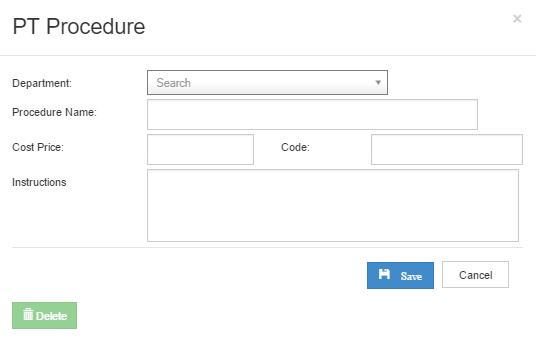 PT Procedure ×
Department: Search
Procedure Name:
Cost Price: Code:
Instructions
Save Cancel
Delete